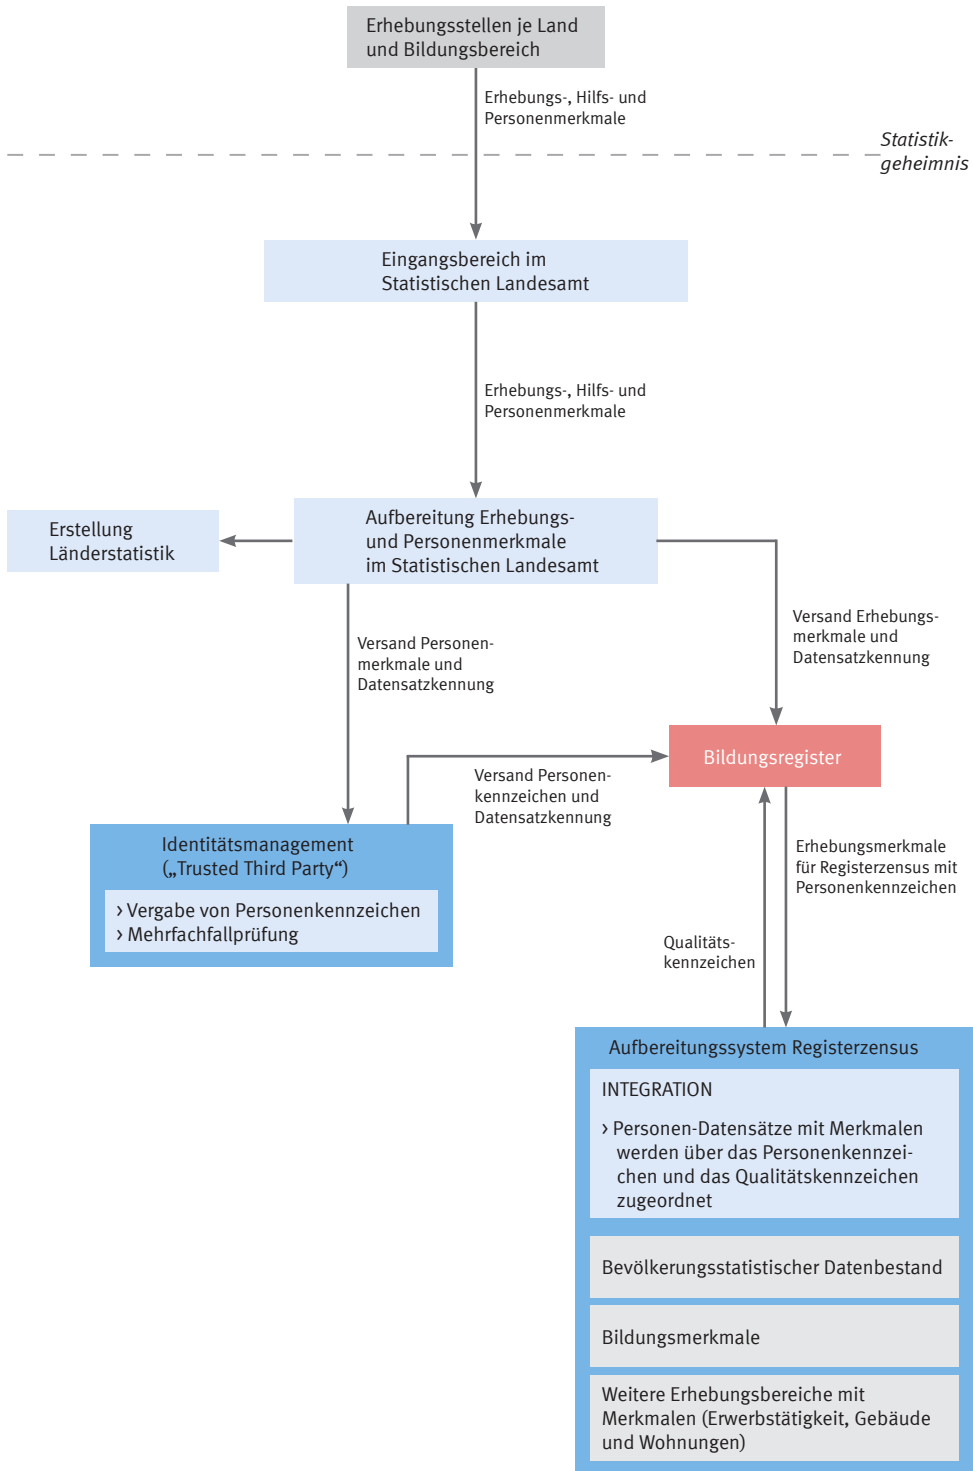 Erhebungsstellen je Land
und Bildungsbereich
Erhebungs-, Hilfs- und
Personenmerkmale
Statistik-
geheimnis
Eingangsbereich im
Statistischen Landesamt
Erhebungs-, Hilfs- und
Personenmerkmale
Erstellung
Länderstatistik
Aufbereitung Erhebungs-
und Personenmerkmale
im Statistischen Landesamt
Versand Erhebungs-
merkmale und
Datensatzkennung
Versand Personen-
merkmale und
Datensatzkennung
Bildungsregister
Versand Personen-
kennzeichen und
Datensatzkennung
Identitätsmanagement
(„Trusted Third Party“)
› Vergabe von Personenkennzeichen
› Mehrfachfallprüfung
Erhebungsmerkmale
für Registerzensus mit
Personenkennzeichen
Qualitäts-
kennzeichen
Aufbereitungssystem Registerzensus
INTEGRATION
› Personen-Datensätze mit Merkmalen
werden über das Personenkennzei-
chen und das Qualitätskennzeichen
zugeordnet
Bevölkerungsstatistischer Datenbestand
Bildungsmerkmale
Weitere Erhebungsbereiche mit
Merkmalen (Erwerbstätigkeit, Gebäude
und Wohnungen)